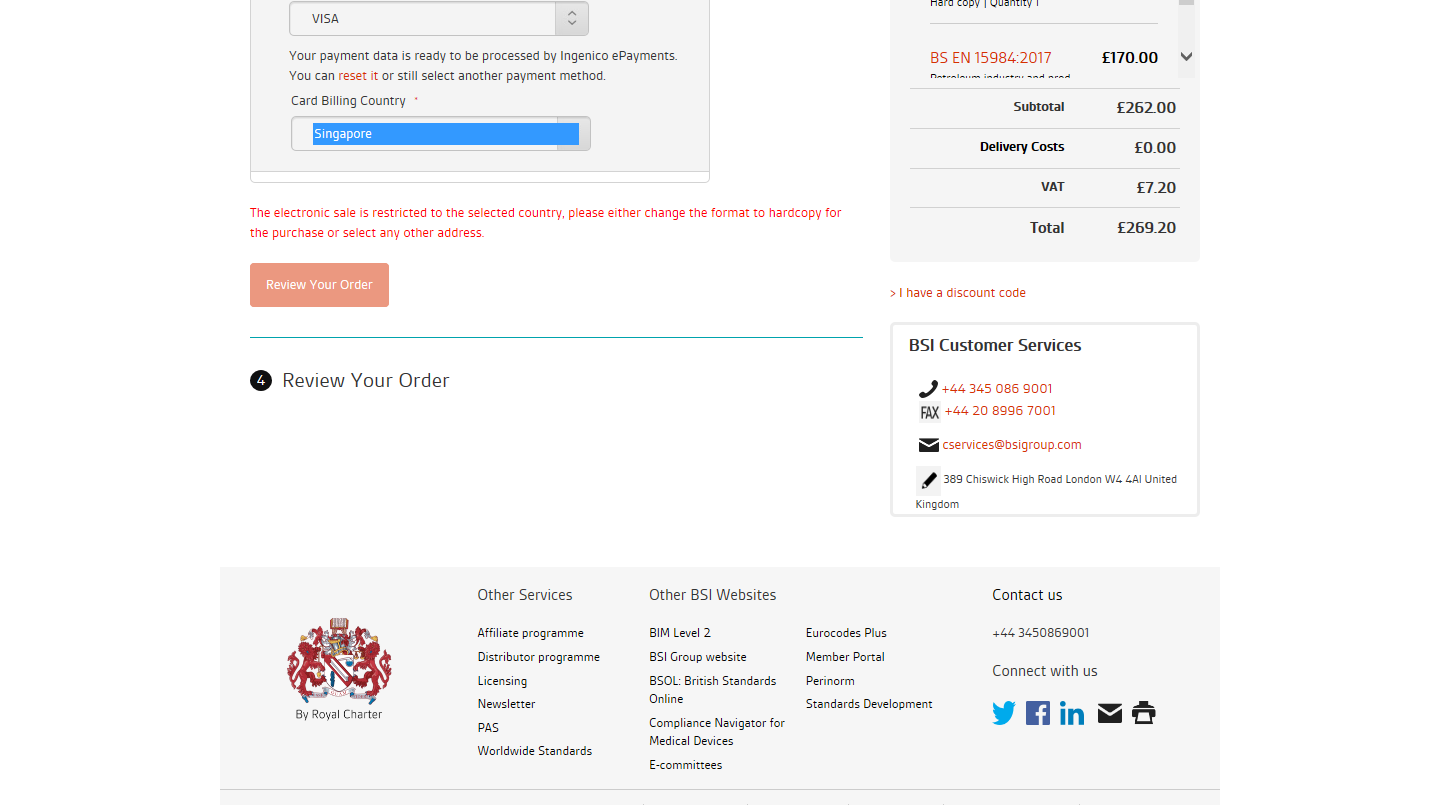 VISA
Your payment data is ready to be processed by Ingenico ePayments.
You can reset it or still select another payment method.
Card Billing Country *
Singapore
The electronic sale is restricted to the selected country, please either change the format to hardcopy for
the purchase or select any other address.
Review Your Order
4 Review Your Order
Hard copy | Quantity 1
BS EN 15984:2017 £170.00
Petroleum industry and prod
Subtotal £262.00
Delivery Costs £0.00
VAT £7.20
Total £269.20
> I have a discount code
BSI Customer Services
+44 345 086 9001
FAX +44 20 8996 7001
cservices@bsigroup.com
389 Chiswick High Road London W4 4Al United
Kingdom
By Royal Charter
Other Services
Affiliate programme
Distributor programme
Licensing
Newsletter
PAS
Worldwide Standards
Other BSI Websites
BIM Level 2
BSI Group website
BSOL: British Standards
Online
Compliance Navigator for
Medical Devices
E-committees
Eurocodes Plus
Member Portal
Perinorm
Standards Development
Contact us
+44 3450869001
Connect with us